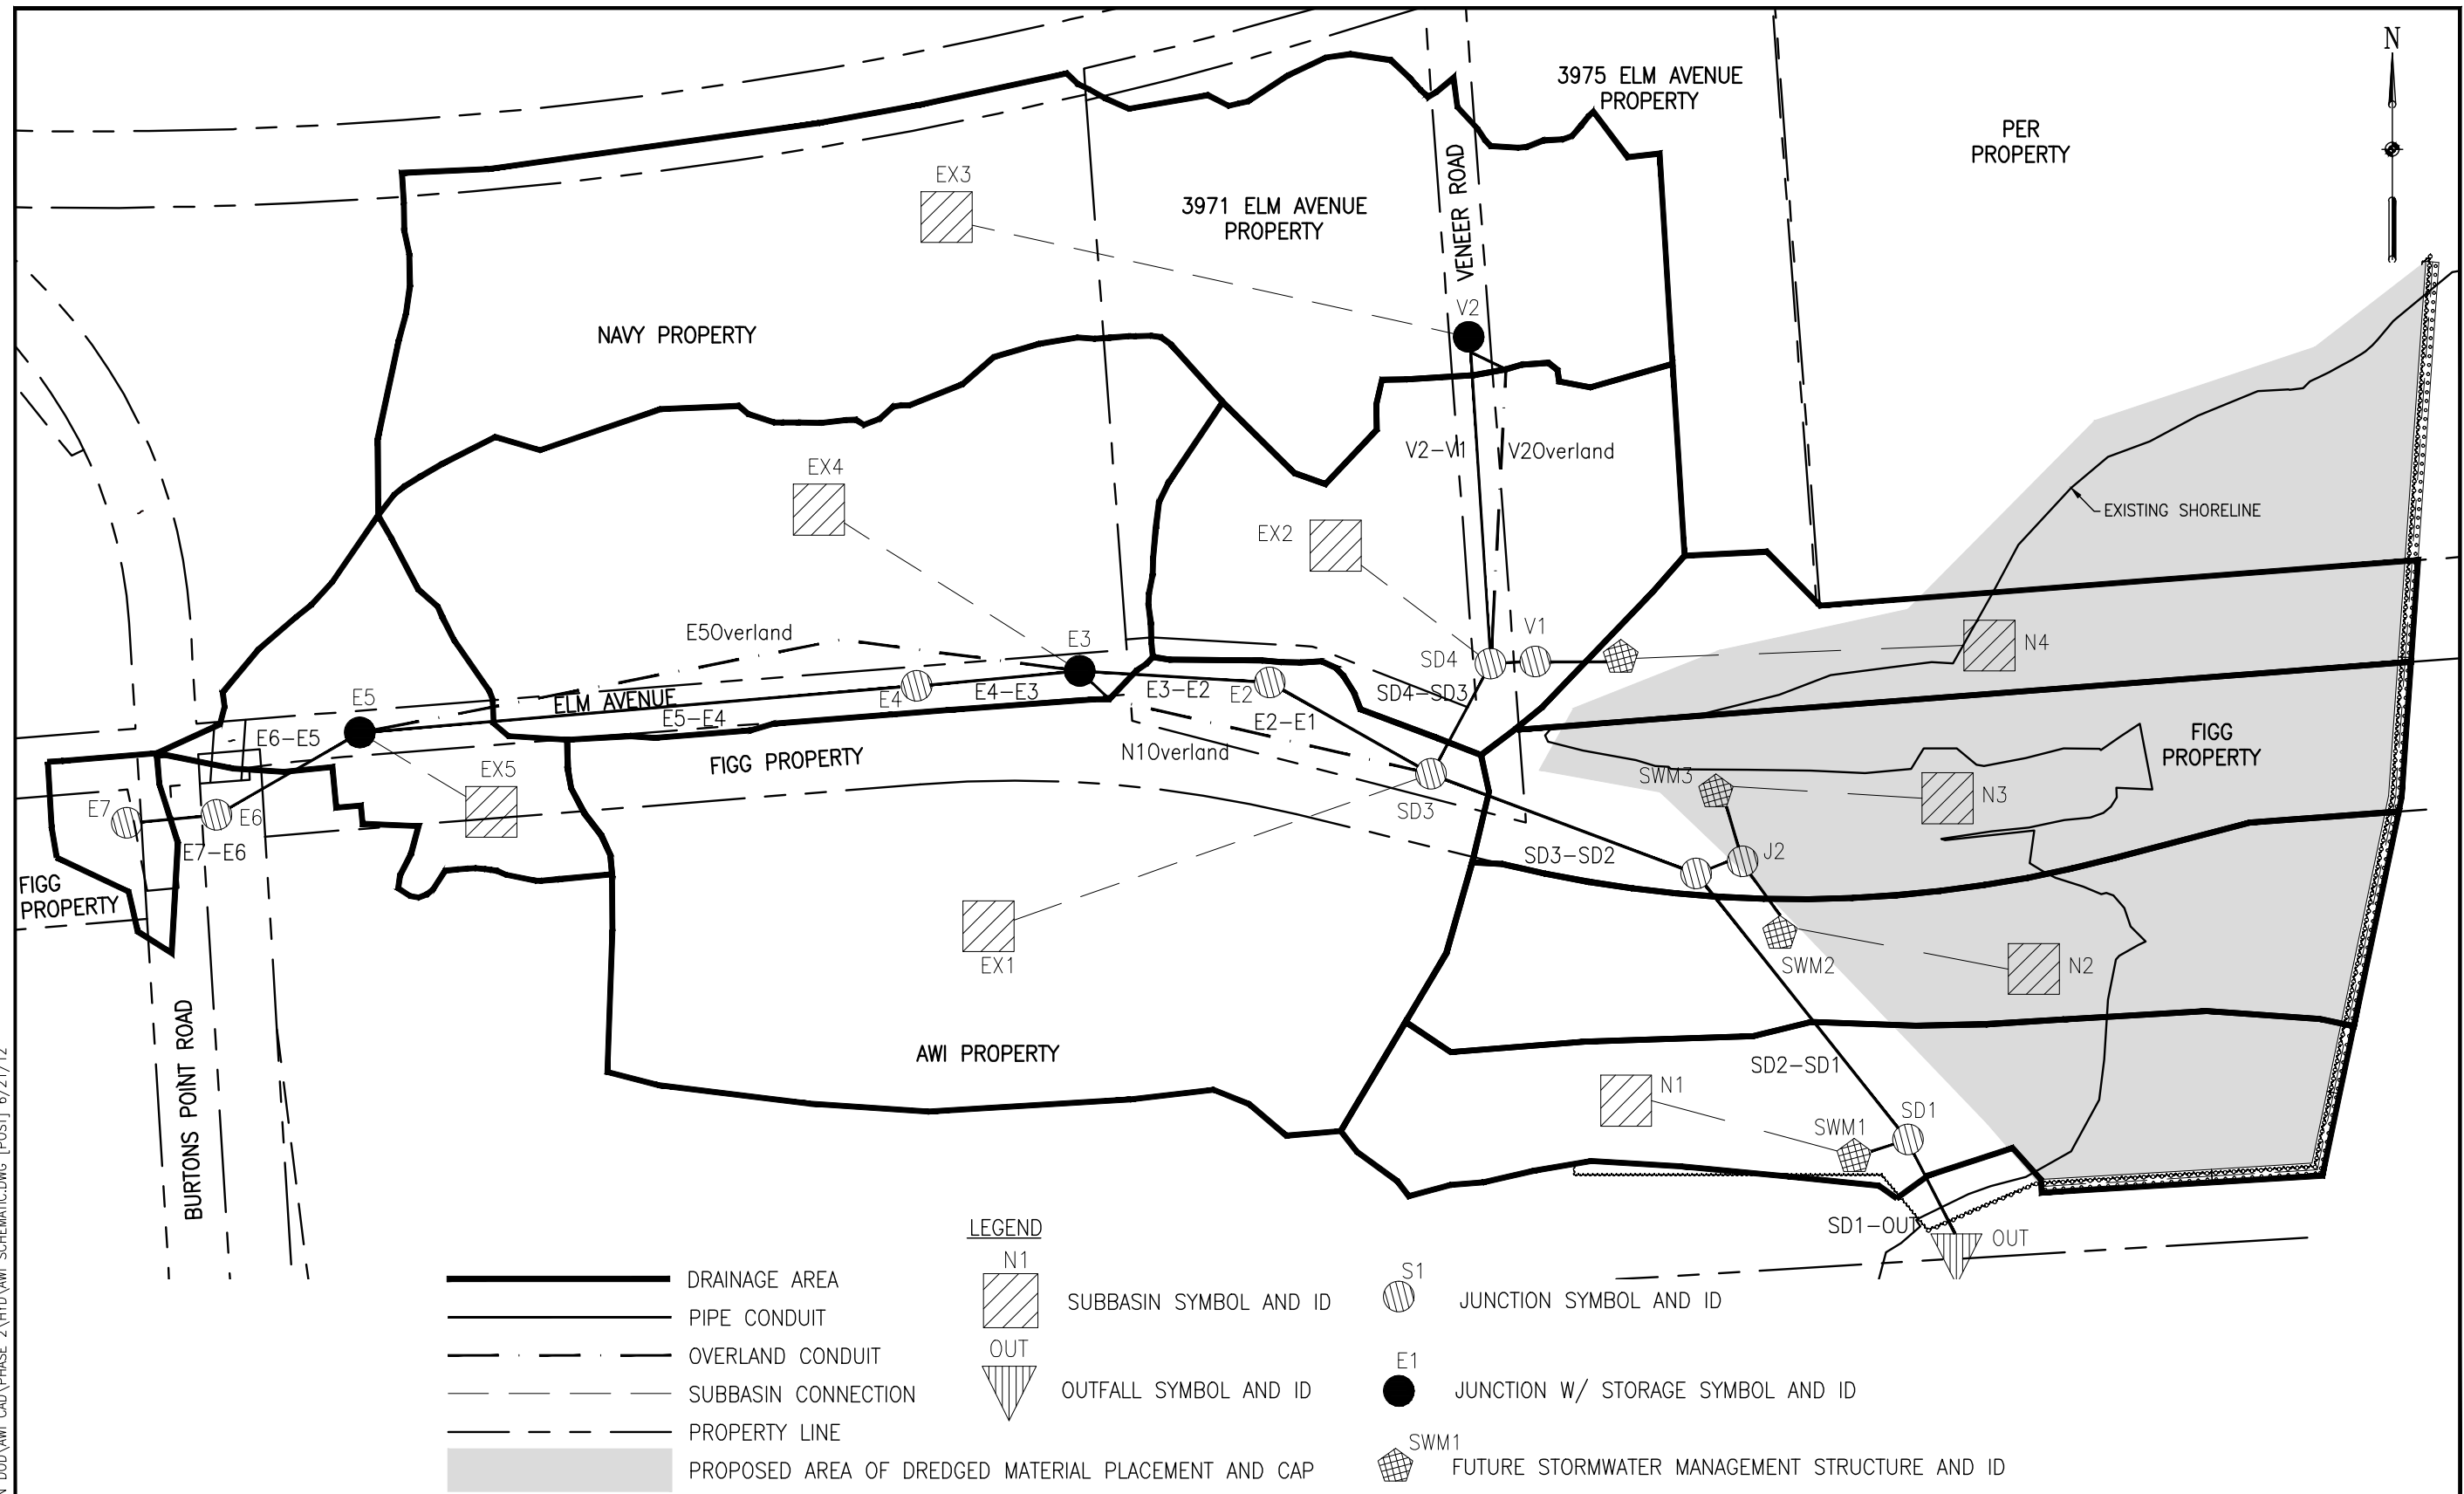 N
3975 ELM AVENUE
PROPERTY
PER
PROPERTY
VENEER ROAD
EX3
3971 ELM AVENUE
PROPERTY
V2
NAVY PROPERTY
EX4
V2-V1
V2Overland
EX2
EXISTING SHORELINE
E5Overland
E3
V1
SD4
N4
E5
ELM AVENUE
E4
E4-E3
E3-E2
E2
SD4-SD3
E5-E4
E2-E1
E6-E5
N1Overland
FIGG PROPERTY
FIGG
PROPERTY
EX5
SWM3
N3
E7
E6
SD3
E7-E6
SD3-SD2
J2
FIGG
PROPERTY
EX1
SWM2
N2
BURTONS POINT ROAD
AWI PROPERTY
SD2-SD1
N1
SWM1
SD1
SD1-OUT
OUT
LEGEND
DRAINAGE AREA
PIPE CONDUIT
OVERLAND CONDUIT
SUBBASIN CONNECTION
PROPERTY LINE
PROPOSED AREA OF DREDGED MATERIAL PLACEMENT AND CAP
N1
SUBBASIN SYMBOL AND ID
OUT
OUTFALL SYMBOL AND ID
S1
JUNCTION SYMBOL AND ID
E1
JUNCTION W/ STORAGE SYMBOL AND ID
SWM1
FUTURE STORMWATER MANAGEMENT STRUCTURE AND ID